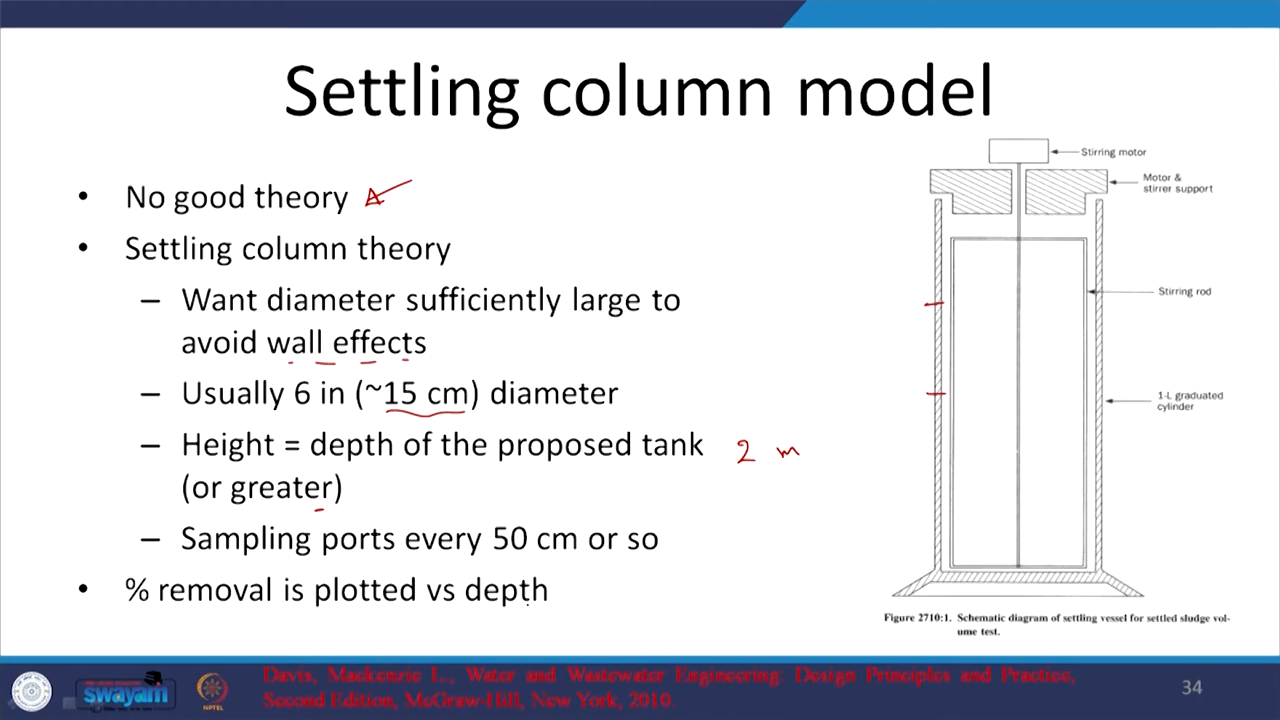 Settling column model
• No good theory
• Settling column theory
– Want diameter sufficiently large to
avoid wall effects
– Usually 6 in (~15 cm) diameter
– Height = depth of the proposed tank 2 m
(or greater)
– Sampling ports every 50 cm or so
• % removal is plotted vs depth
Stirring motor
Motor &
stirrer support
Stirring rod
1-L graduated
cylinder
Figure 2710:1. Schematic diagram of settling vessel for settled sludge vol-
ume test.
swayam
NPTEL
Davis, Mackenzie L., Water and Wastewater Engineering: Design Principles and Practice,
Second Edition, McGraw-Hill, New York, 2010.
34